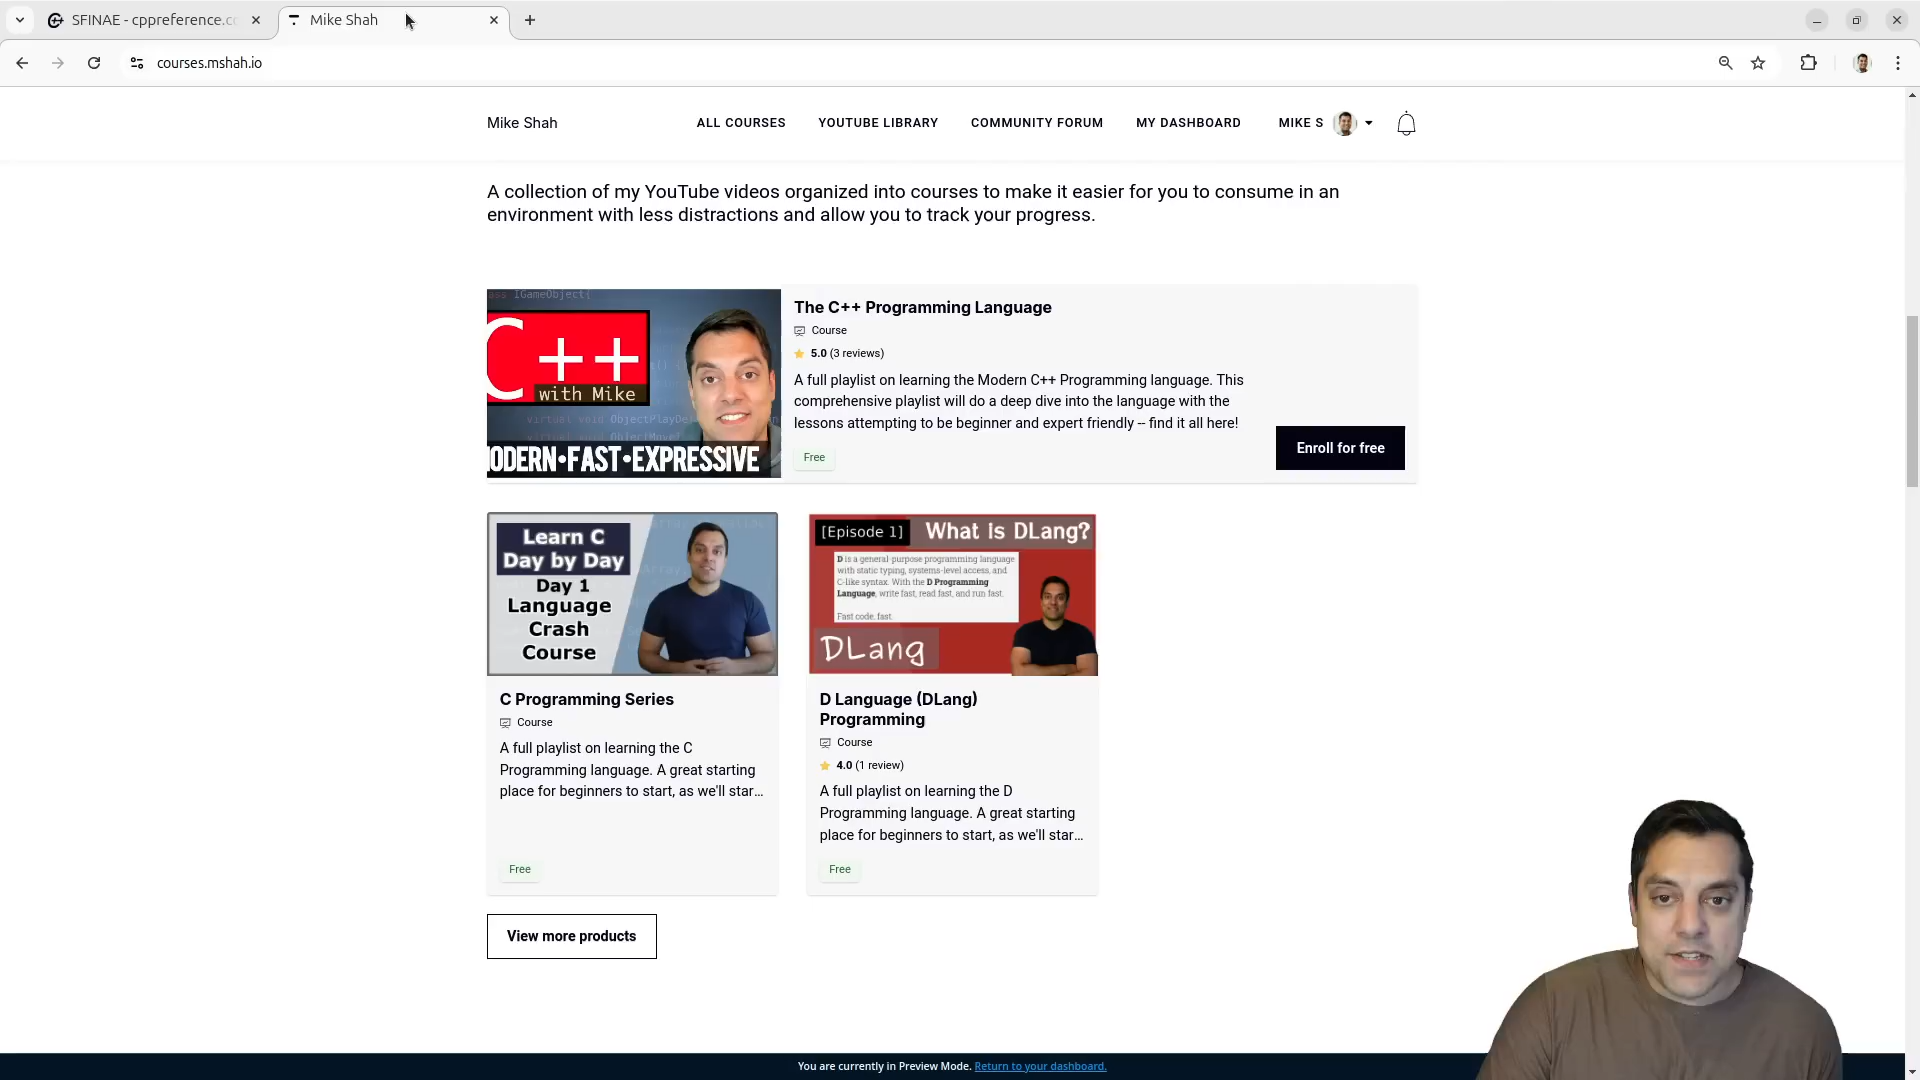 SFINAE - cppreference.c
Mike Shah
courses.mshah.io
Mike Shah
ALL COURSES
YOUTUBE LIBRARY
COMMUNITY FORUM
MY DASHBOARD
MIKE S
A collection of my YouTube videos organized into courses to make it easier for you to consume in an
environment with less distractions and allow you to track your progress.
ass IGameObject{
C++
with Mike
ODERN•FAST•EXPRESSIVE
The C++ Programming Language
Course
5.0 (3 reviews)
A full playlist on learning the Modern C++ Programming language. This
comprehensive playlist will do a deep dive into the language with the
lessons attempting to be beginner and expert friendly -- find it all here!
Free
Enroll for free
Learn C
Day by Day
Day 1
Language
Crash
Course
C Programming Series
Course
A full playlist on learning the C
Programming language. A great starting
place for beginners to start, as we'll star...
Free
[Episode 1] What is DLang?
D is a general-purpose programming language
with static typing, systems-level access, and
C-like syntax. With the D Programming
Language, write fast, read fast, and run fast.
Fast code, fast.
DLang
D Language (DLang)
Programming
Course
4.0 (1 review)
A full playlist on learning the D
Programming language. A great starting
place for beginners to start, as we'll star...
Free
View more products
You are currently in Preview Mode. Return to your dashboard.